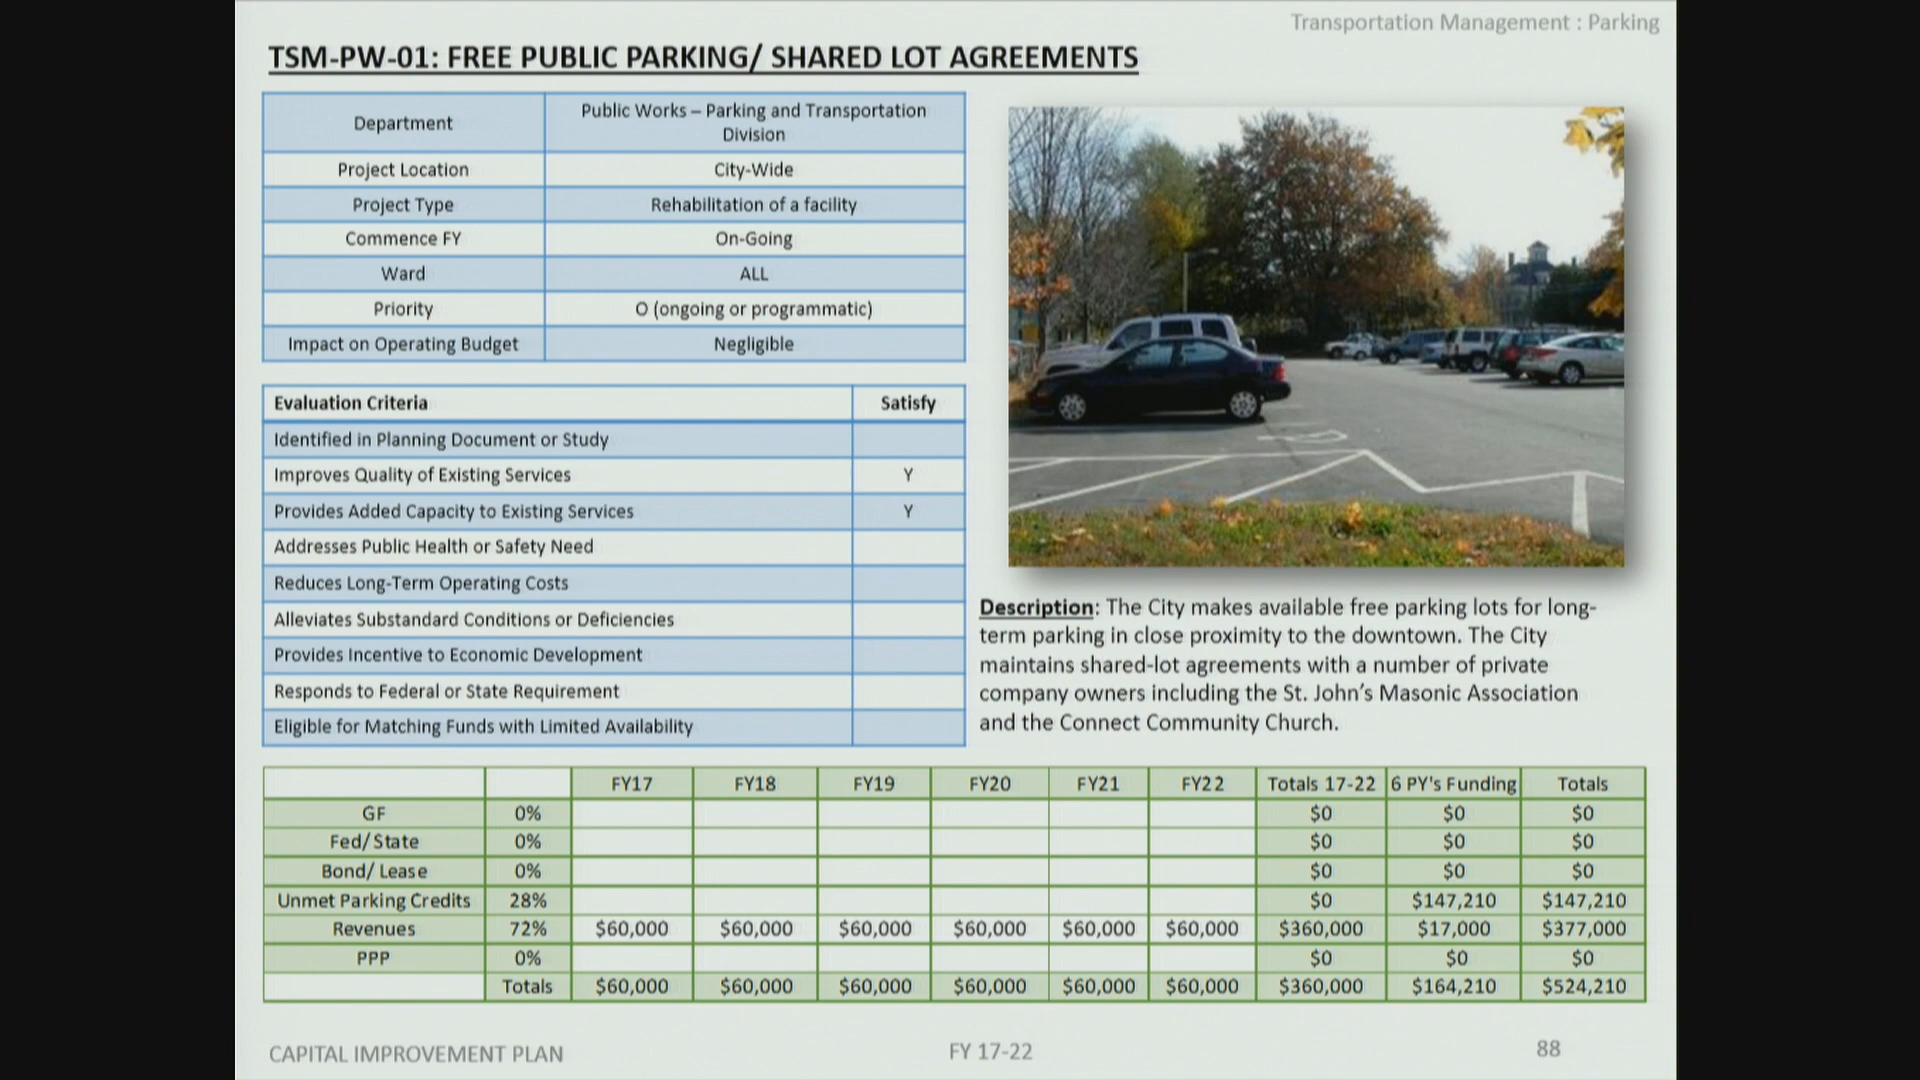 Transportation Management : Parking
TSM-PW-01: FREE PUBLIC PARKING/ SHARED LOT AGREEMENTS
Department Public Works – Parking and Transportation Division
Project Location City-Wide
Project Type Rehabilitation of a facility
Commence FY On-Going
Ward ALL
Priority O (ongoing or programmatic)
Impact on Operating Budget Negligible
Evaluation Criteria Satisfy
Identified in Planning Document or Study
Improves Quality of Existing Services Y
Provides Added Capacity to Existing Services Y
Addresses Public Health or Safety Need
Reduces Long-Term Operating Costs
Alleviates Substandard Conditions or Deficiencies
Provides Incentive to Economic Development
Responds to Federal or State Requirement
Eligible for Matching Funds with Limited Availability
Description: The City makes available free parking lots for long-
term parking in close proximity to the downtown. The City
maintains shared-lot agreements with a number of private
company owners including the St. John's Masonic Association
and the Connect Community Church.
FY17 FY18 FY19 FY20 FY21 FY22 Totals 17-22 6 PY's Funding Totals
GF 0% $0 $0 $0
Fed/ State 0% $0 $0 $0
Bond/ Lease 0% $0 $0 $0
Unmet Parking Credits 28% $0 $147,210 $147,210
Revenues 72% $60,000 $60,000 $60,000 $60,000 $60,000 $60,000 $360,000 $17,000 $377,000
PPP 0% $0 $0 $0
Totals $60,000 $60,000 $60,000 $60,000 $60,000 $60,000 $360,000 $164,210 $524,210
CAPITAL IMPROVEMENT PLAN FY 17-22 88